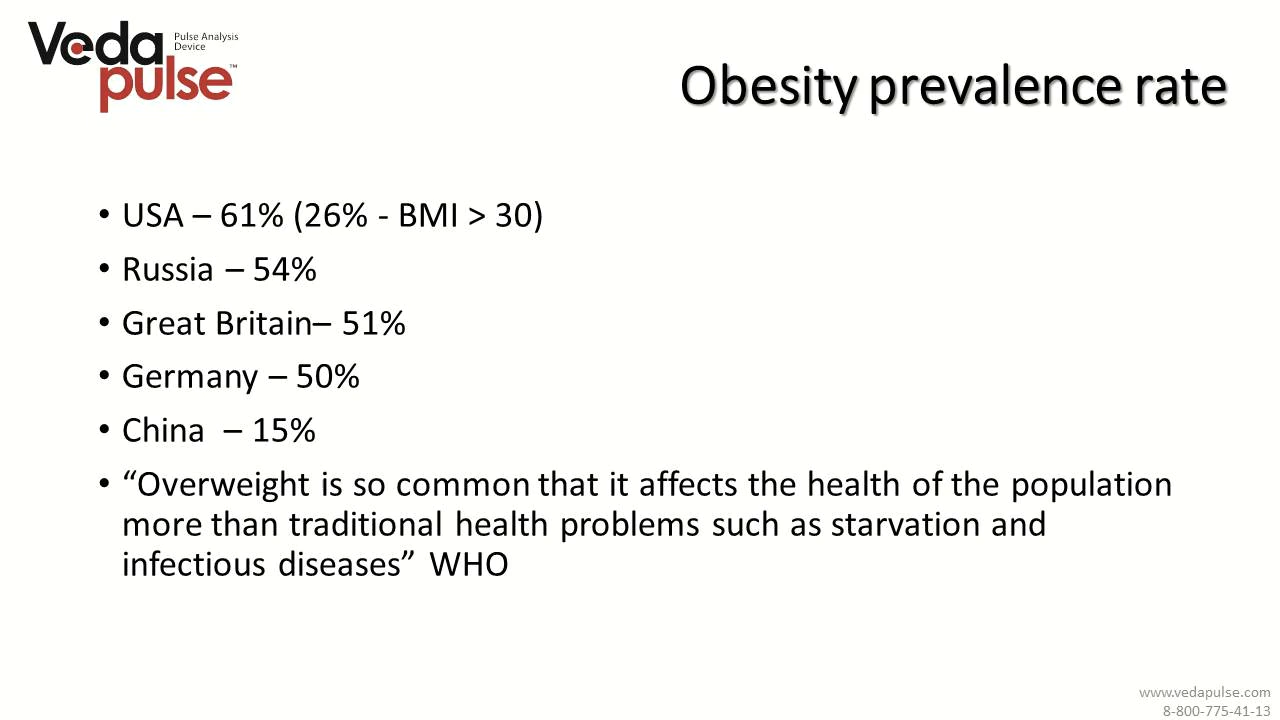 Veda
pulse™
Pulse Analysis
Device
Obesity prevalence rate
• USA – 61% (26% - BMI > 30)
• Russia – 54%
• Great Britain– 51%
• Germany – 50%
• China – 15%
• “Overweight is so common that it affects the health of the population
more than traditional health problems such as starvation and
infectious diseases” WHO
www.vedapulse.com
8-800-775-41-13